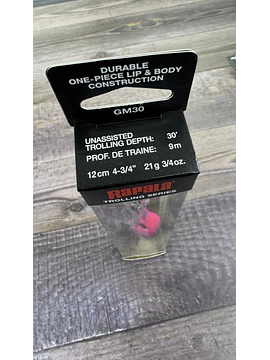 DURABLE
ONE-PIECE LIP & BODY
CONSTRUCTION
GM30
UNASSISTED
TROLLING DEPTH: 30'
PROF. DE TRAINE: 9m
12cm 4-3/4" 21g 3/4oz.
RAPALA
TROLLING SERIES